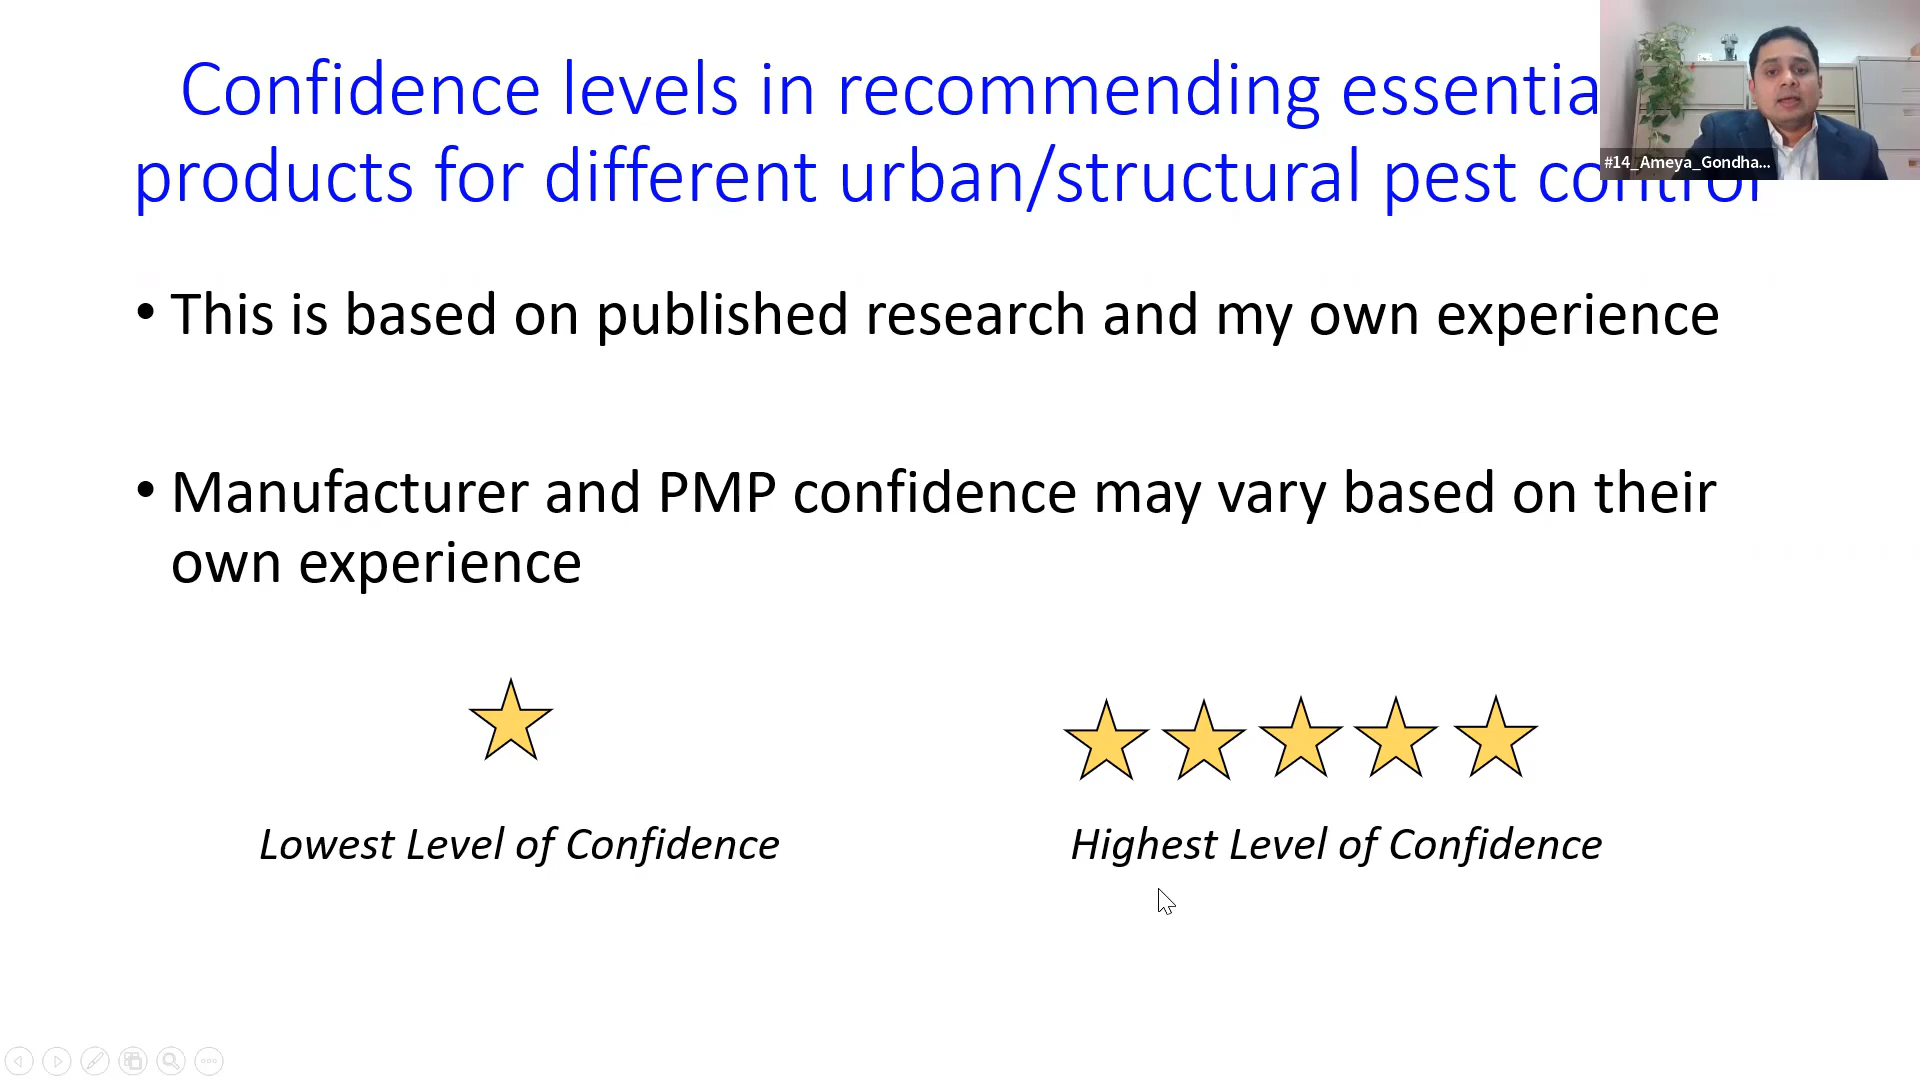 Confidence levels in recommending
products for different urban/structural pest control
#14_Ameya_Gondha...
• This is based on published research and my own experience
• Manufacturer and PMP confidence may vary based on their
own experience
Lowest Level of Confidence
Highest Level of Confidence